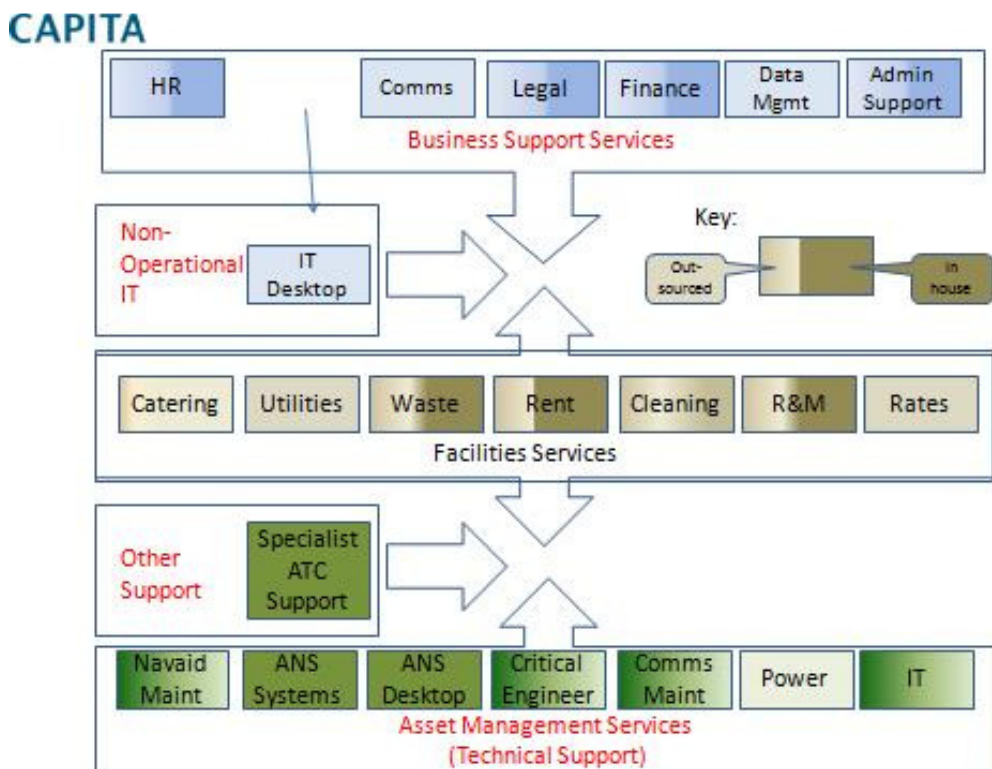 CAPITA
HR
Comms
Legal
Finance
Data
Mgmt
Admin
Support
Business Support Services
Non-
Operational
IT
IT
Desktop
Key:
Out-
sourced
In
house
Catering
Utilities
Waste
Rent
Cleaning
R&M
Rates
Facilities Services
Other
Support
Specialist
ATC
Support
Navaid
Maint
ANS
Systems
ANS
Desktop
Critical
Engineer
Comms
Maint
Power
IT
Asset Management Services
(Technical Support)